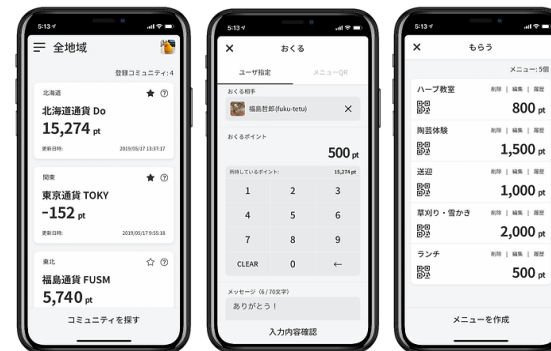 5:13
全地域
登録コミュニティ: 4
北海道
北海道通貨 Do
15,274 pt
更新日時: 2019/05/17 13:37:17
関東
東京通貨 TOKY
-152 pt
更新日時: 2019/05/17 9:55:18
東北
福島通貨 FUSM
5,740 pt
コミュニティを探す
5:13
おくる
ユーザ指定 メニューQR
おくる相手
福島哲郎(fuku-tetu)
おくるポイント
500 pt
所持しているポイント: 15,274 pt
1 2 3
4 5 6
7 8 9
CLEAR 0 ←
メッセージ (6 / 70文字)
ありがとう!
入力内容確認
5:13
もらう
メニュー: 5個
ハーブ教室 削除 | 編集 | 履歴
800 pt
陶芸体験 削除 | 編集 | 履歴
1,500 pt
送迎 削除 | 編集 | 履歴
1,000 pt
草刈り・雪かき 削除 | 編集 | 履歴
2,000 pt
ランチ 削除 | 編集 | 履歴
500 pt
メニューを作成